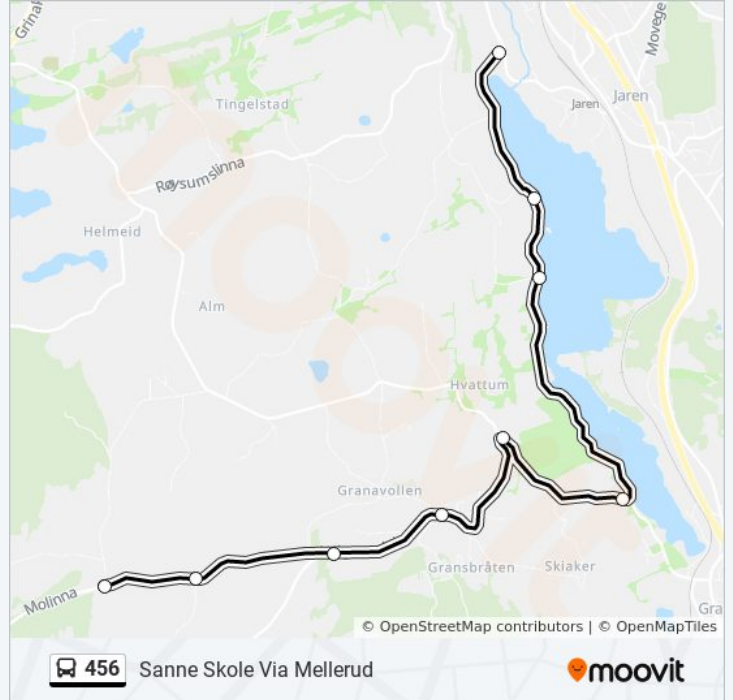 Grinak
Movege
Tingelstad
Jaren
Jaren
Røysumslinna
Helmeid
Alm
Hvattum
Granavollen
Gransbråten
Skiaker
Molinna
Gra
© OpenStreetMap contributors | © OpenMapTiles
456 Sanne Skole Via Mellerud
moovit